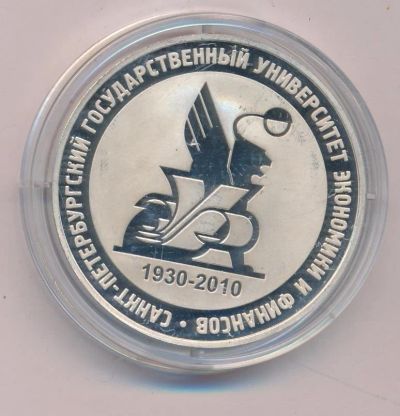 САНКТ-ПЕТЕРБУРГСКИЙ ГОСУДАРСТВЕННЫЙ УНИВЕРСИТЕТ ЭКОНОМИКИ И ФИНАНСОВ •
1930-2010